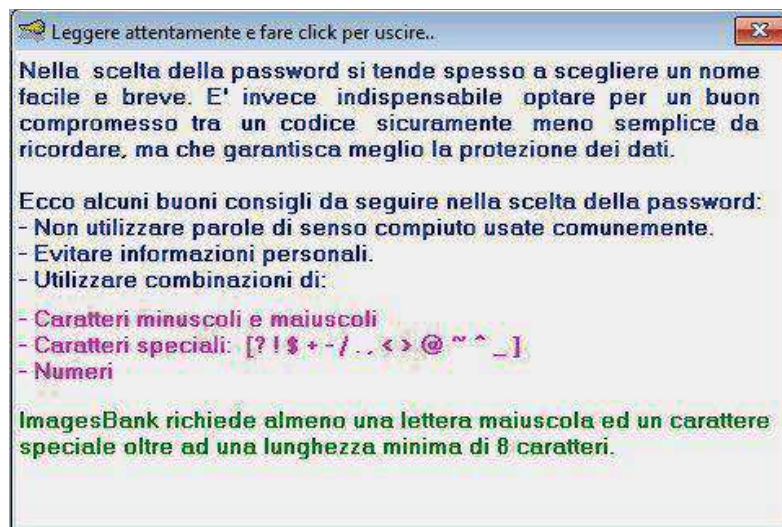 Leggere attentamente e fare click per uscire..
Nella scelta della password si tende spesso a scegliere un nome
facile e breve. E' invece indispensabile optare per un buon
compromesso tra un codice sicuramente meno semplice da
ricordare, ma che garantisca meglio la protezione dei dati.
Ecco alcuni buoni consigli da seguire nella scelta della password:
- Non utilizzare parole di senso compiuto usate comunemente.
- Evitare informazioni personali.
- Utilizzare combinazioni di:
- Caratteri minuscoli e maiuscoli
- Caratteri speciali: [? ! $ + - / . , < > @ ~ ^ _ ]
- Numeri
ImagesBank richiede almeno una lettera maiuscola ed un carattere
speciale oltre ad una lunghezza minima di 8 caratteri.